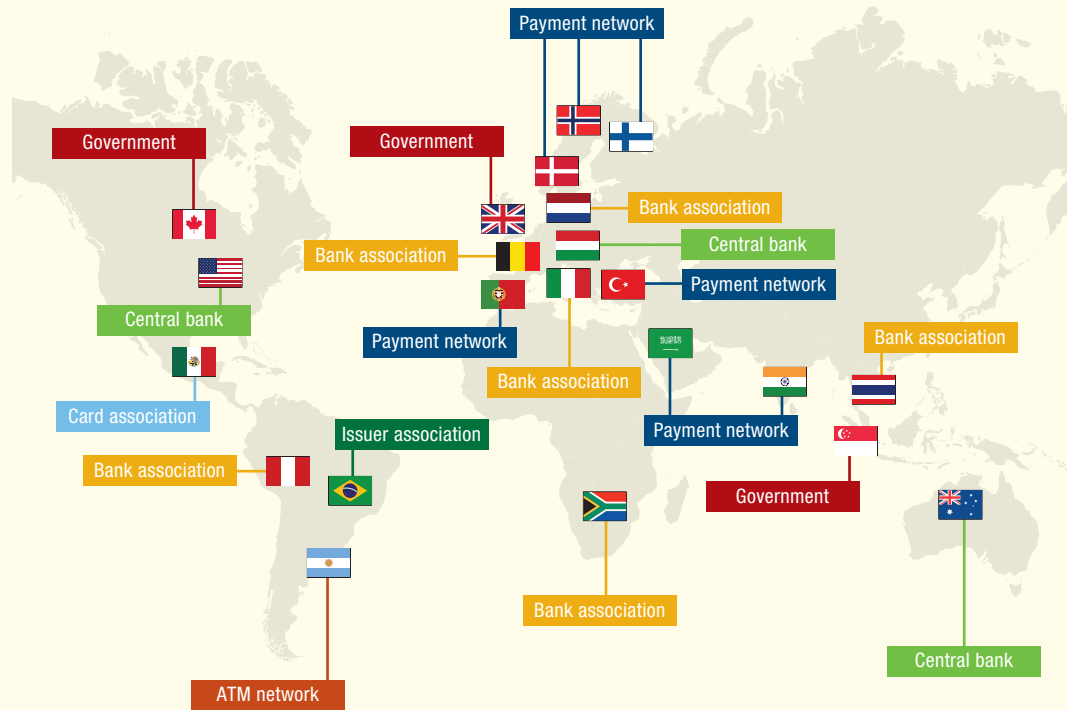 Payment network
Government
Government
Bank association
Bank association
Central bank
Payment network
Central bank
Payment network
Bank association
Bank association
Card association
Payment network
Issuer association
Bank association
Government
Bank association
Central bank
ATM network